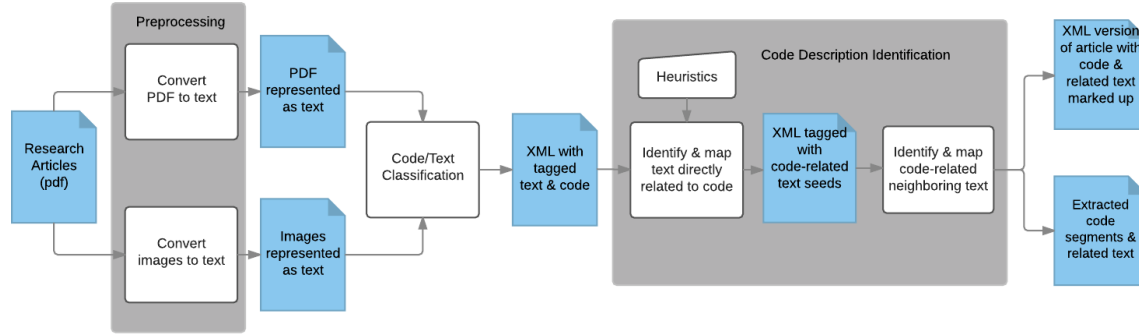 Preprocessing
Research
Articles
(pdf)
Convert
PDF to text
Convert
images to text
PDF
represented
as text
Images
represented
as text
Code/Text
Classification
XML with
tagged
text & code
Code Description Identification
Heuristics
Identify & map
text directly
related to code
XML tagged
with
code-related
text seeds
Identify & map
code-related
neighboring text
XML version
of article with
code &
related text
marked up
Extracted
code
segments &
related text